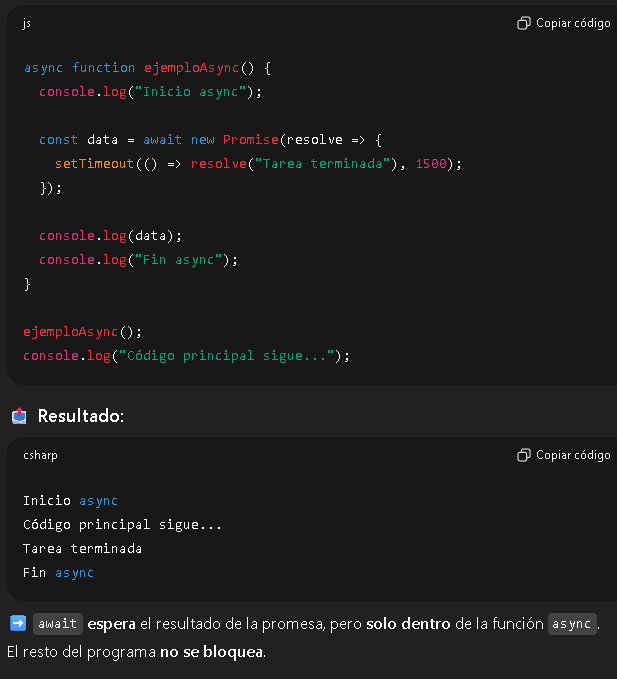 js
Copiar código
async function ejemploAsync() {
  console.log("Inicio async");
  const data = await new Promise(resolve => {
    setTimeout(() => resolve("Tarea terminada"), 1500);
  });
  console.log(data);
  console.log("Fin async");
}
ejemploAsync();
console.log("Código principal sigue...");
Resultado:
csharp
Copiar código
Inicio async
Código principal sigue...
Tarea terminada
Fin async
await espera el resultado de la promesa, pero solo dentro de la función async.
El resto del programa no se bloquea.